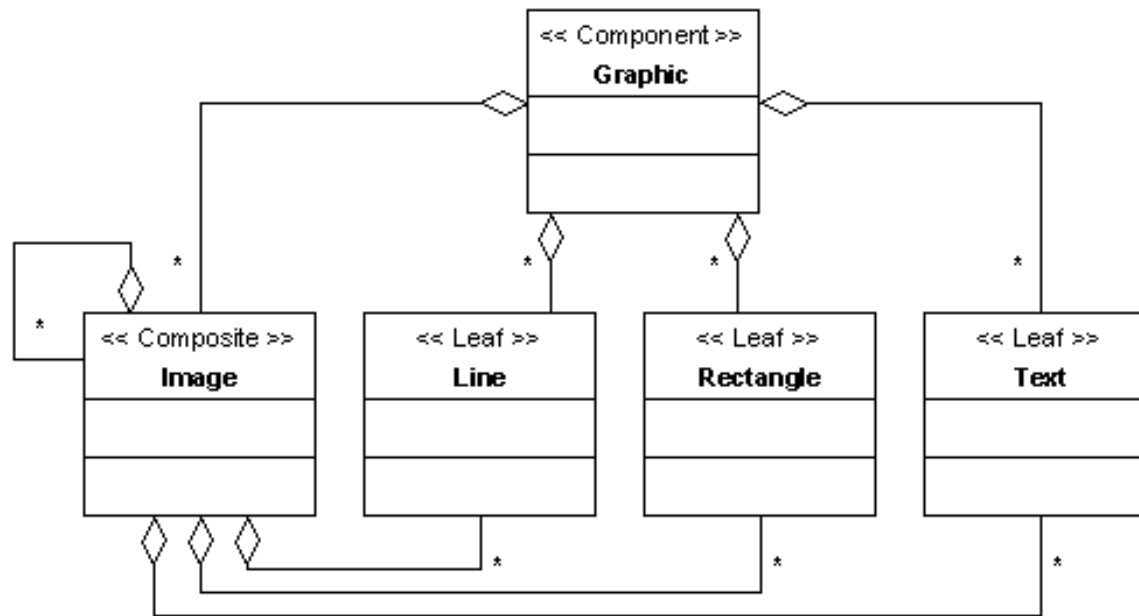 << Component >>
Graphic
* * * *
*
<< Composite >>
Image
<< Leaf >>
Line
<< Leaf >>
Rectangle
<< Leaf >>
Text
* * *